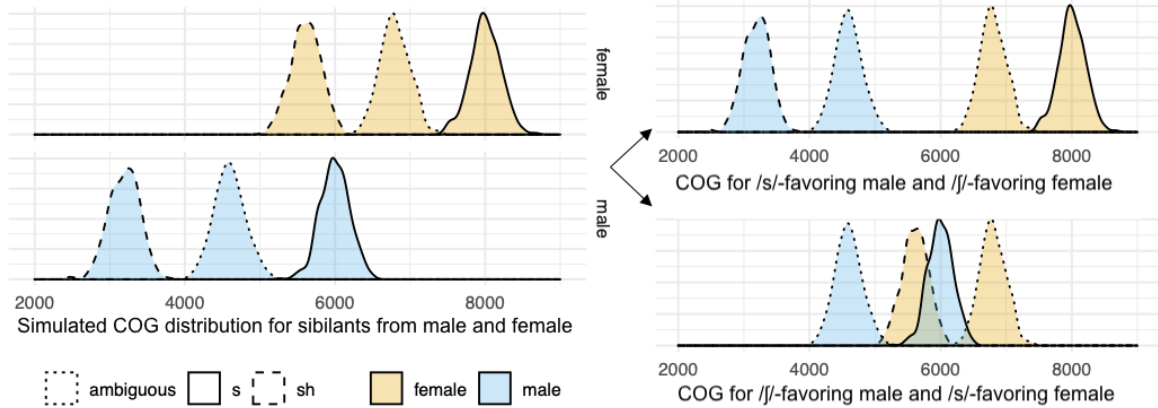 female
male
2000 4000 6000 8000
Simulated COG distribution for sibilants from male and female
ambiguous s sh female male
2000 4000 6000 8000
COG for /s/-favoring male and /ʃ/-favoring female
2000 4000 6000 8000
COG for /ʃ/-favoring male and /s/-favoring female